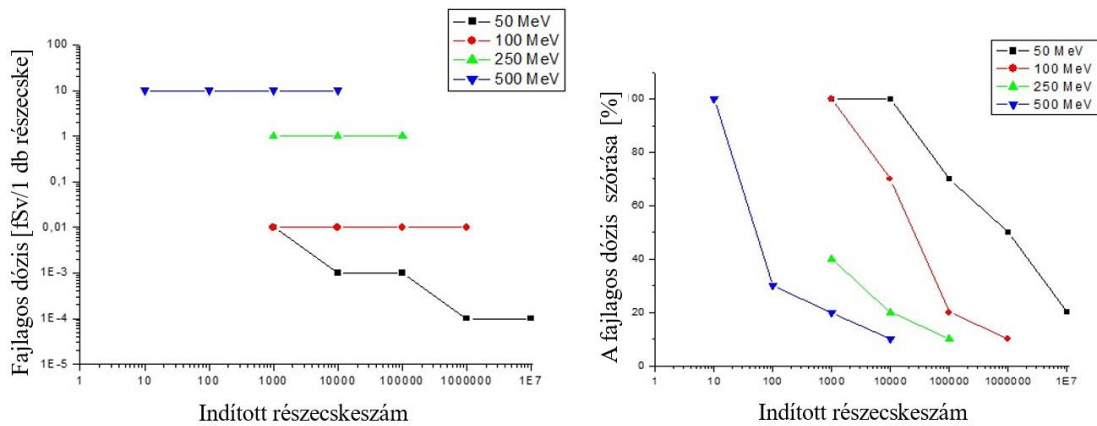 50 MeV
100 MeV
250 MeV
500 MeV
Fajlagos dózis [fSv/1 db részecske]
100
10
1
0,1
0,01
1E-3
1E-4
1E-5
1 10 100 1000 10000 100000 1000000 1E7
Indított részecskeszám
50 MeV
100 MeV
250 MeV
500 MeV
A fajlagos dózis szórása [%]
100
80
60
40
20
0
1 10 100 1000 10000 100000 1000000 1E7
Indított részecskeszám